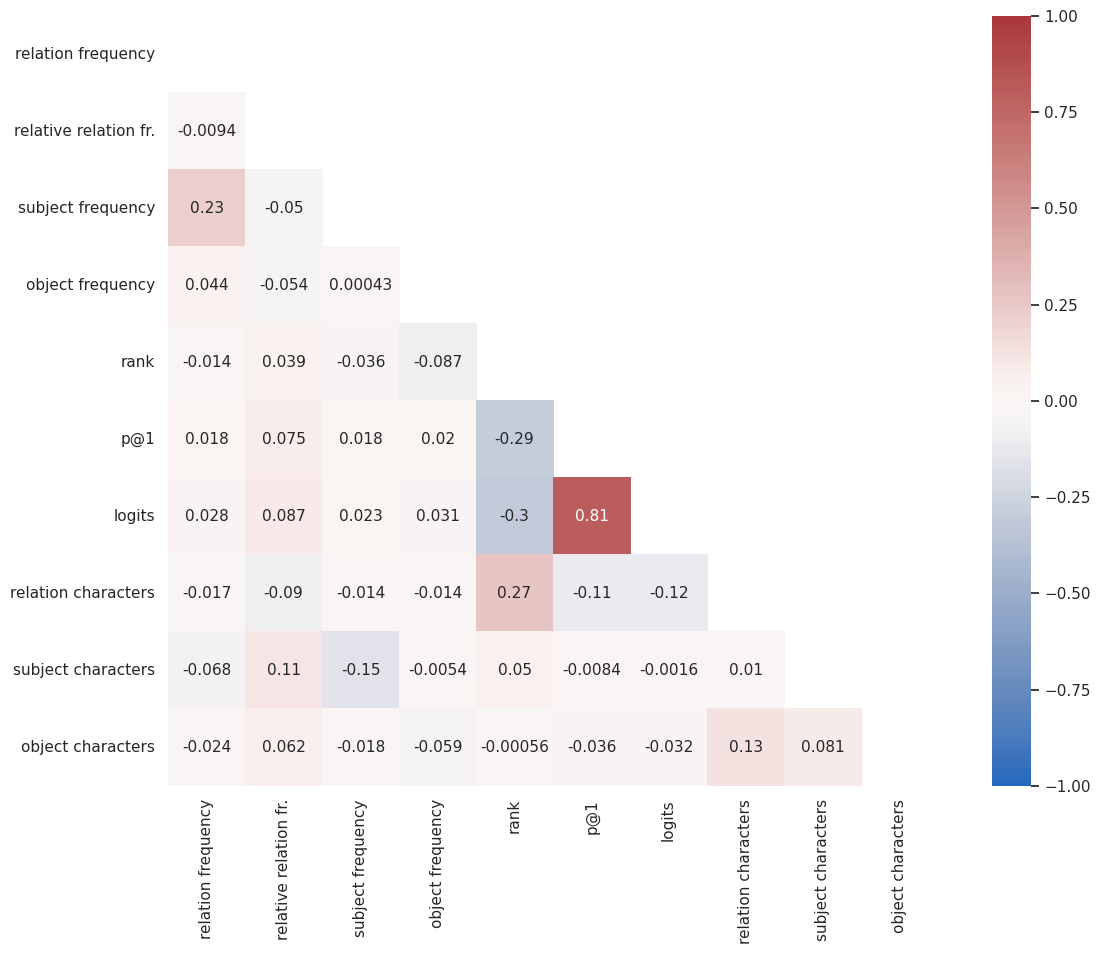 relation frequency
relative relation fr. -0.0094
subject frequency 0.23 -0.05
object frequency 0.044 -0.054 0.00043
rank -0.014 0.039 -0.036 -0.087
p@1 0.018 0.075 0.018 0.02 -0.29
logits 0.028 0.087 0.023 0.031 -0.3 0.81
relation characters -0.017 -0.09 -0.014 -0.014 0.27 -0.11 -0.12
subject characters -0.068 0.11 -0.15 -0.0054 0.05 -0.0084 -0.0016 0.01
object characters -0.024 0.062 -0.018 -0.059 -0.00056 -0.036 -0.032 0.13 0.081
relation frequency
relative relation fr.
subject frequency
object frequency
rank
p@1
logits
relation characters
subject characters
object characters
1.00
0.75
0.50
0.25
0.00
−0.25
−0.50
−0.75
−1.00